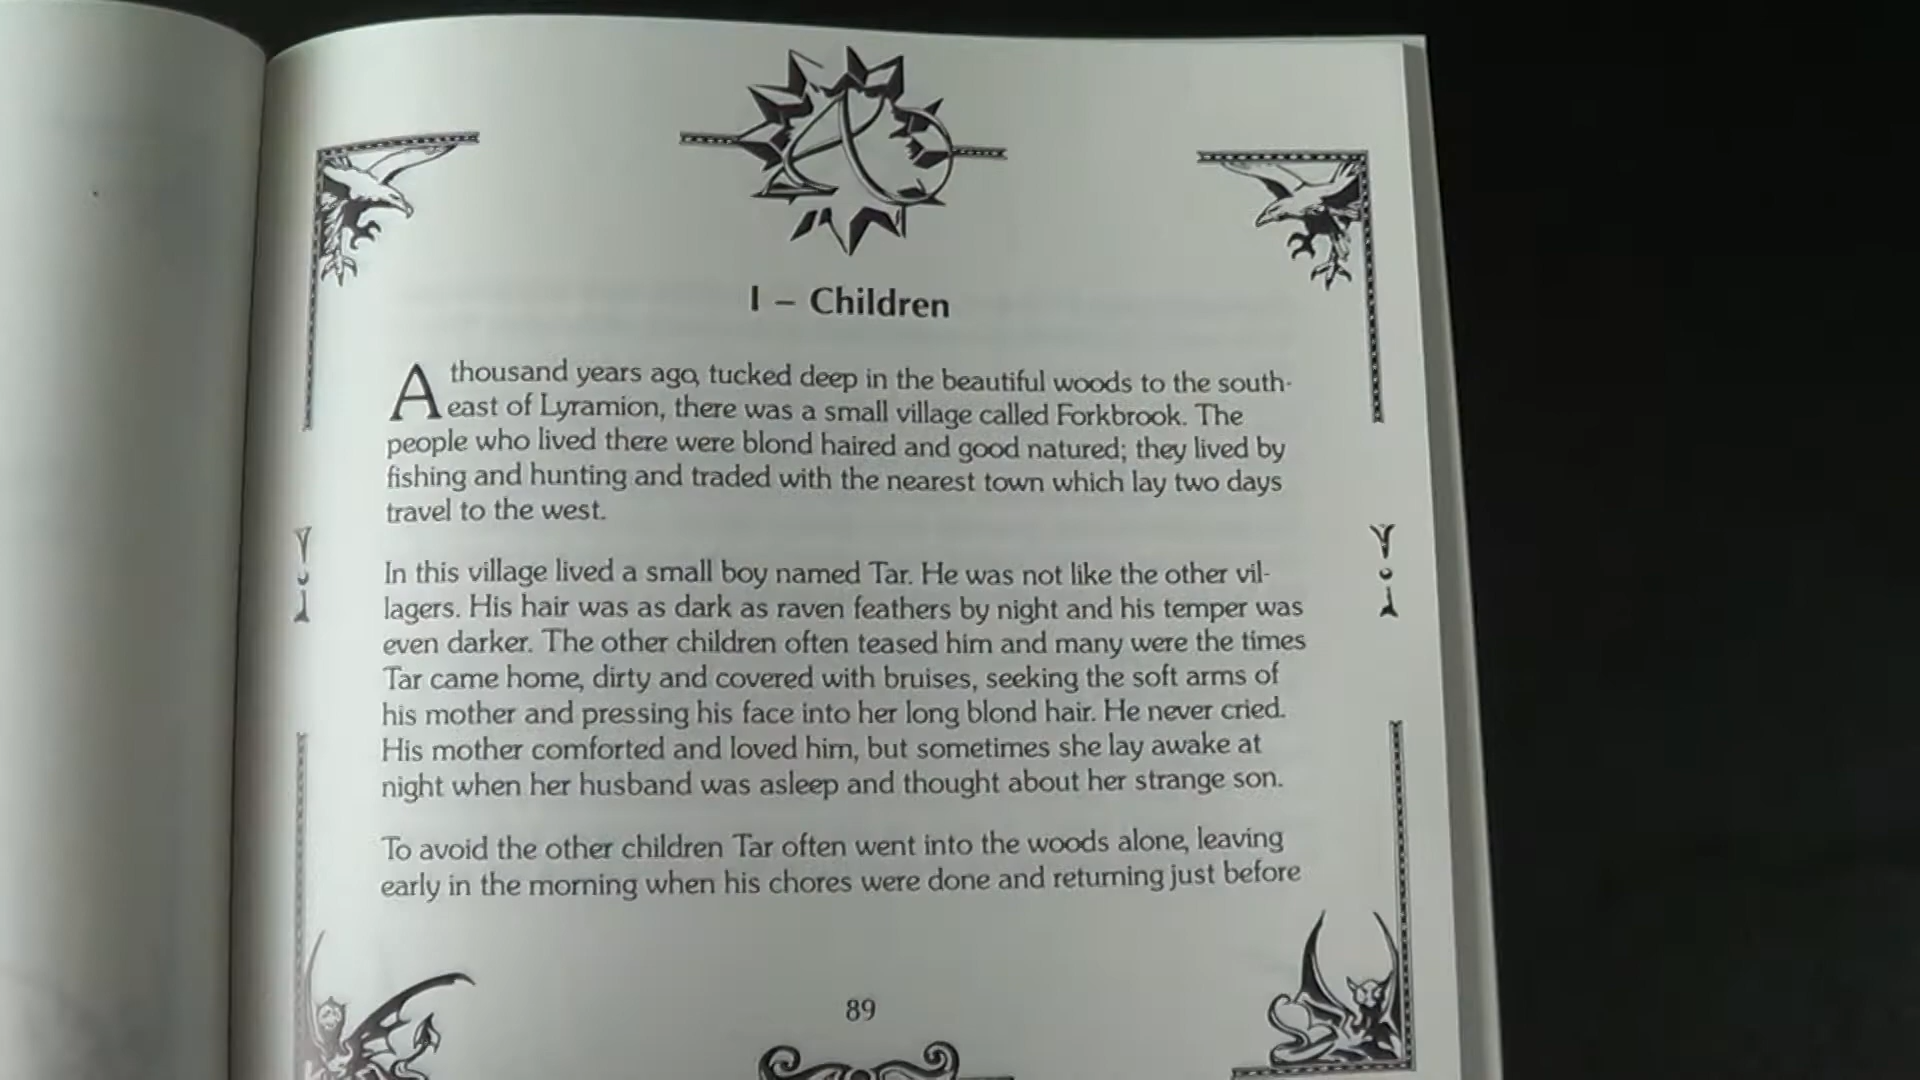 I – Children
A thousand years ago, tucked deep in the beautiful woods to the south-
east of Lyramion, there was a small village called Forkbrook. The
people who lived there were blond haired and good natured; they lived by
fishing and hunting and traded with the nearest town which lay two days
travel to the west.
In this village lived a small boy named Tar. He was not like the other vil-
lagers. His hair was as dark as raven feathers by night and his temper was
even darker. The other children often teased him and many were the times
Tar came home, dirty and covered with bruises, seeking the soft arms of
his mother and pressing his face into her long blond hair. He never cried.
His mother comforted and loved him, but sometimes she lay awake at
night when her husband was asleep and thought about her strange son.
To avoid the other children Tar often went into the woods alone, leaving
early in the morning when his chores were done and returning just before
89